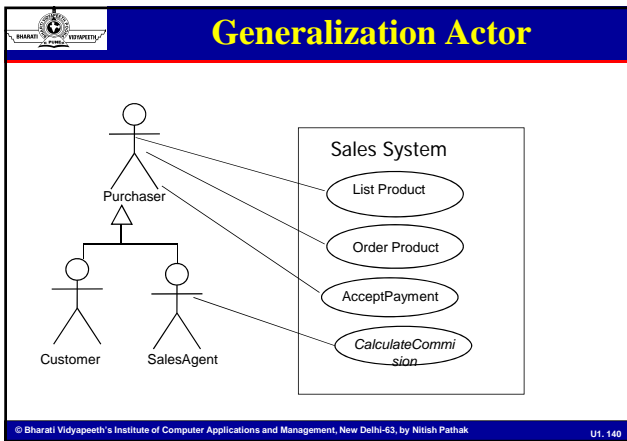 BHARATI VIDYAPEETH
PUNE
Generalization Actor
Sales System
List Product
Purchaser
Order Product
AcceptPayment
Customer
SalesAgent
CalculateCommi
sion
© Bharati Vidyapeeth's Institute of Computer Applications and Management, New Delhi-63, by Nitish Pathak
U1. 140